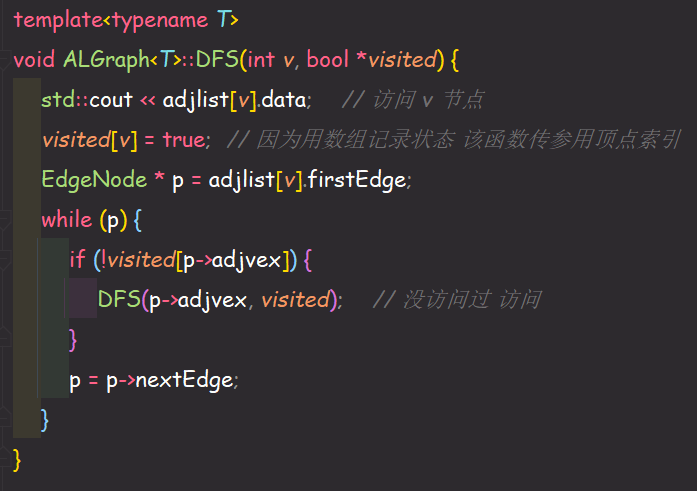 template<typename T>
void ALGraph<T>::DFS(int v, bool *visited) {
std::cout << adjlist[v].data; // 访问 v 节点
visited[v] = true; // 因为用数组记录状态 该函数传参用顶点索引
EdgeNode * p = adjlist[v].firstEdge;
while (p) {
if (!visited[p->adjvex]) {
DFS(p->adjvex, visited); // 没访问过 访问
}
p = p->nextEdge;
}
}